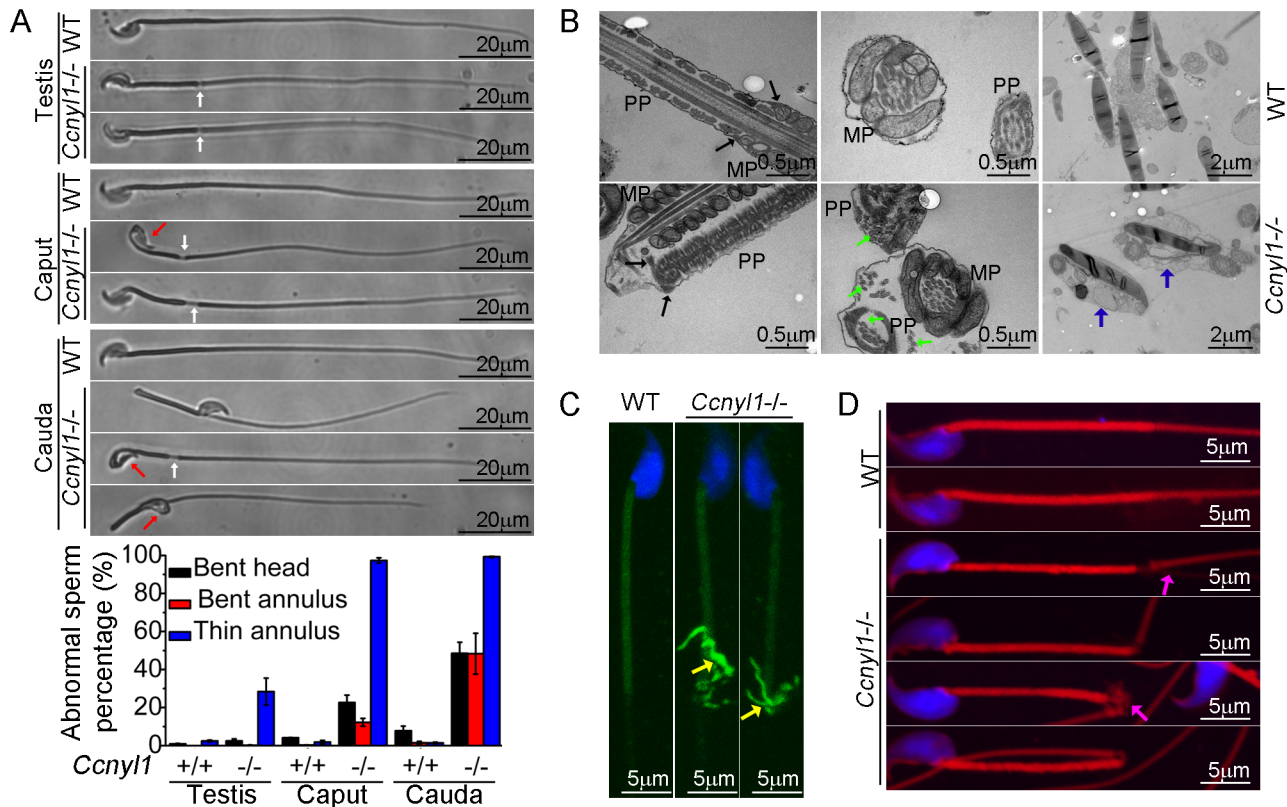 A
Testis
WT
20μm
Ccnyl1-/-
20μm
20μm
Caput
WT
20μm
Ccnyl1-/-
20μm
20μm
Cauda
WT
20μm
Ccnyl1-/-
20μm
20μm
20μm
Abnormal sperm percentage (%)
100
80
60
40
20
0
Bent head
Bent annulus
Thin annulus
Ccnyl1 +/+ -/- +/+ -/- +/+ -/-
Testis Caput Cauda
B
PP
MP
0.5μm
MP
PP
0.5μm
2μm
WT
MP
PP
0.5μm
PP
MP
PP
0.5μm
2μm
Ccnyl1-/-
C
WT Ccnyl1-/-
5μm 5μm 5μm
D
WT
5μm
5μm
Ccnyl1-/-
5μm
5μm
5μm
5μm